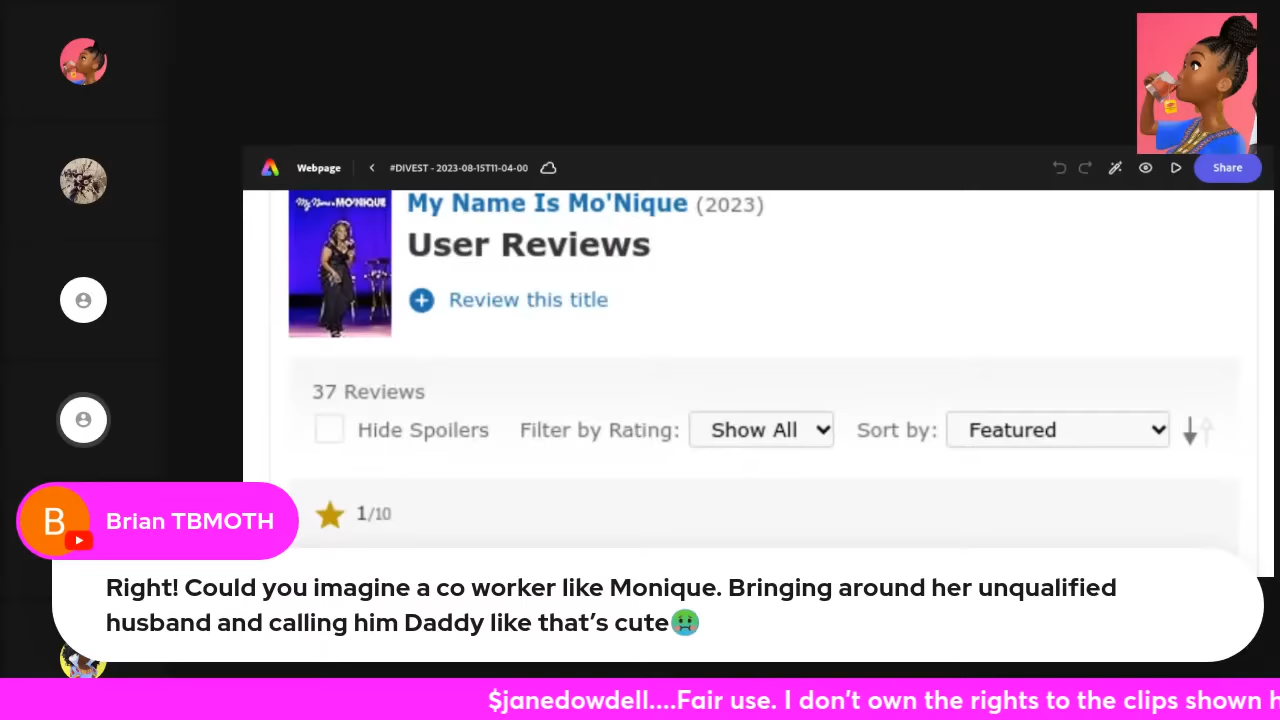 Webpage
#DIVEST - 2023-08-15T11-04-00
Share
My Name is MO'NIQUE
My Name Is Mo'Nique (2023)
User Reviews
Review this title
37 Reviews
Hide Spoilers
Filter by Rating:
Show All
Sort by:
Featured
1/10
B
Brian TBMOTH
Right! Could you imagine a co worker like Monique. Bringing around her unqualified
husband and calling him Daddy like that’s cute🤢
$janedowdell....Fair use. I don’t own the rights to the clips shown h